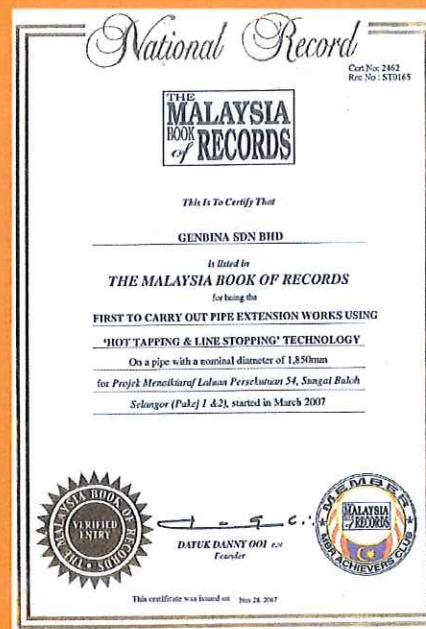 National Record
Cert No: 2462
Rec No : ST0165
THE
MALAYSIA
BOOK
of RECORDS
This Is To Certify That
GENBINA SDN BHD
is listed in
THE MALAYSIA BOOK OF RECORDS
for being the
FIRST TO CARRY OUT PIPE EXTENSION WORKS USING
'HOT TAPPING & LINE STOPPING' TECHNOLOGY
On a pipe with a nominal diameter of 1,850mm
for Projek Menaiktaraf Laluan Persekutuan 54, Sungai Buloh
Selangor (Pakej 1 &2), started in March 2007
THE MALAYSIA BOOK OF RECORDS
VERIFIED
ENTRY
DATUK DANNY OOI
Founder
MEMBER
MALAYSIA
RECORDS
MBR ACHIEVERS CLUB
This certificate was issued on Nov 28, 2007